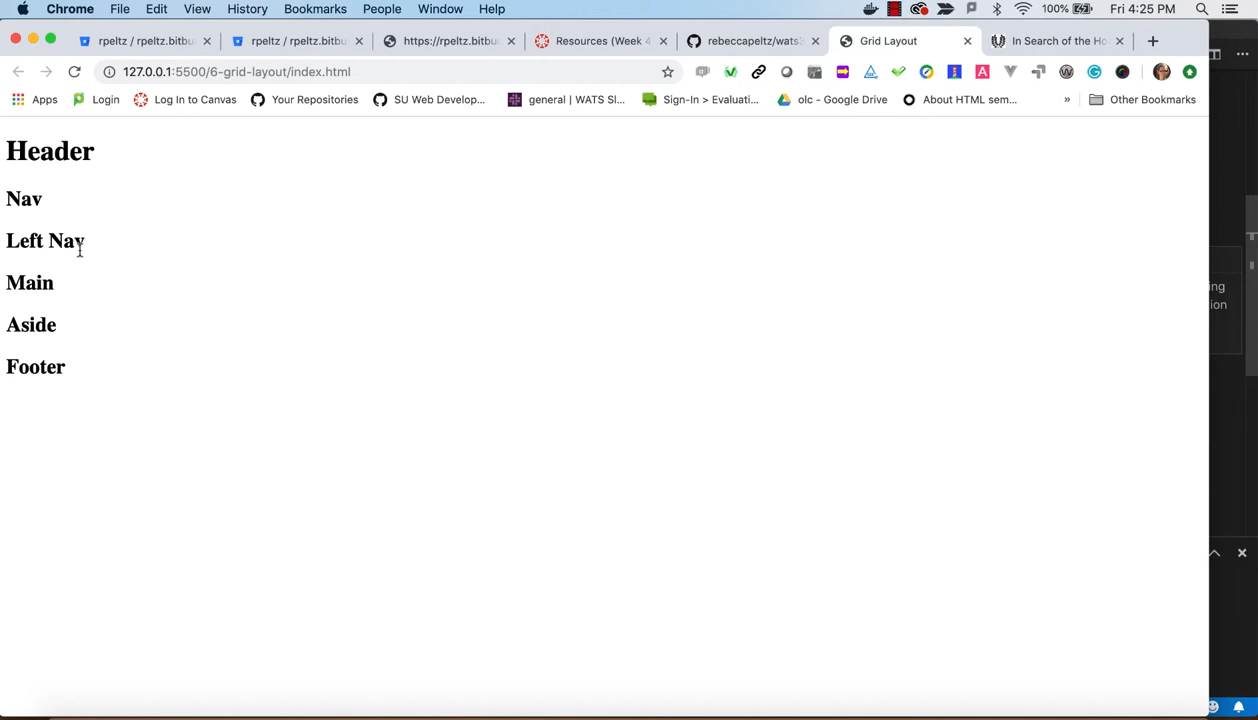 Chrome File Edit View History Bookmarks People Window Help 100% Fri 4:25 PM
rpeltz / rpeltz.bitbu rpeltz / rpeltz.bitbu https://rpeltz.bitbu Resources (Week 4 rebeccapeltz/wats3 Grid Layout In Search of the Ho
127.0.0.1:5500/6-grid-layout/index.html
Apps Login Log In to Canvas Your Repositories SU Web Develop... general | WATS Sl... Sign-In > Evaluati... olc - Google Drive About HTML sem... » Other Bookmarks
Header
Nav
Left Nav
Main
Aside
Footer
ing
tion